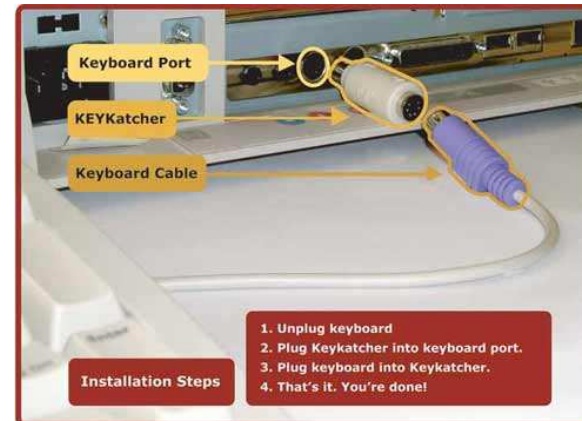 Keyboard Port
KEYKatcher
Keyboard Cable
Installation Steps
1. Unplug keyboard
2. Plug Keykatcher into keyboard port.
3. Plug keyboard into Keykatcher.
4. That's it. You're done!